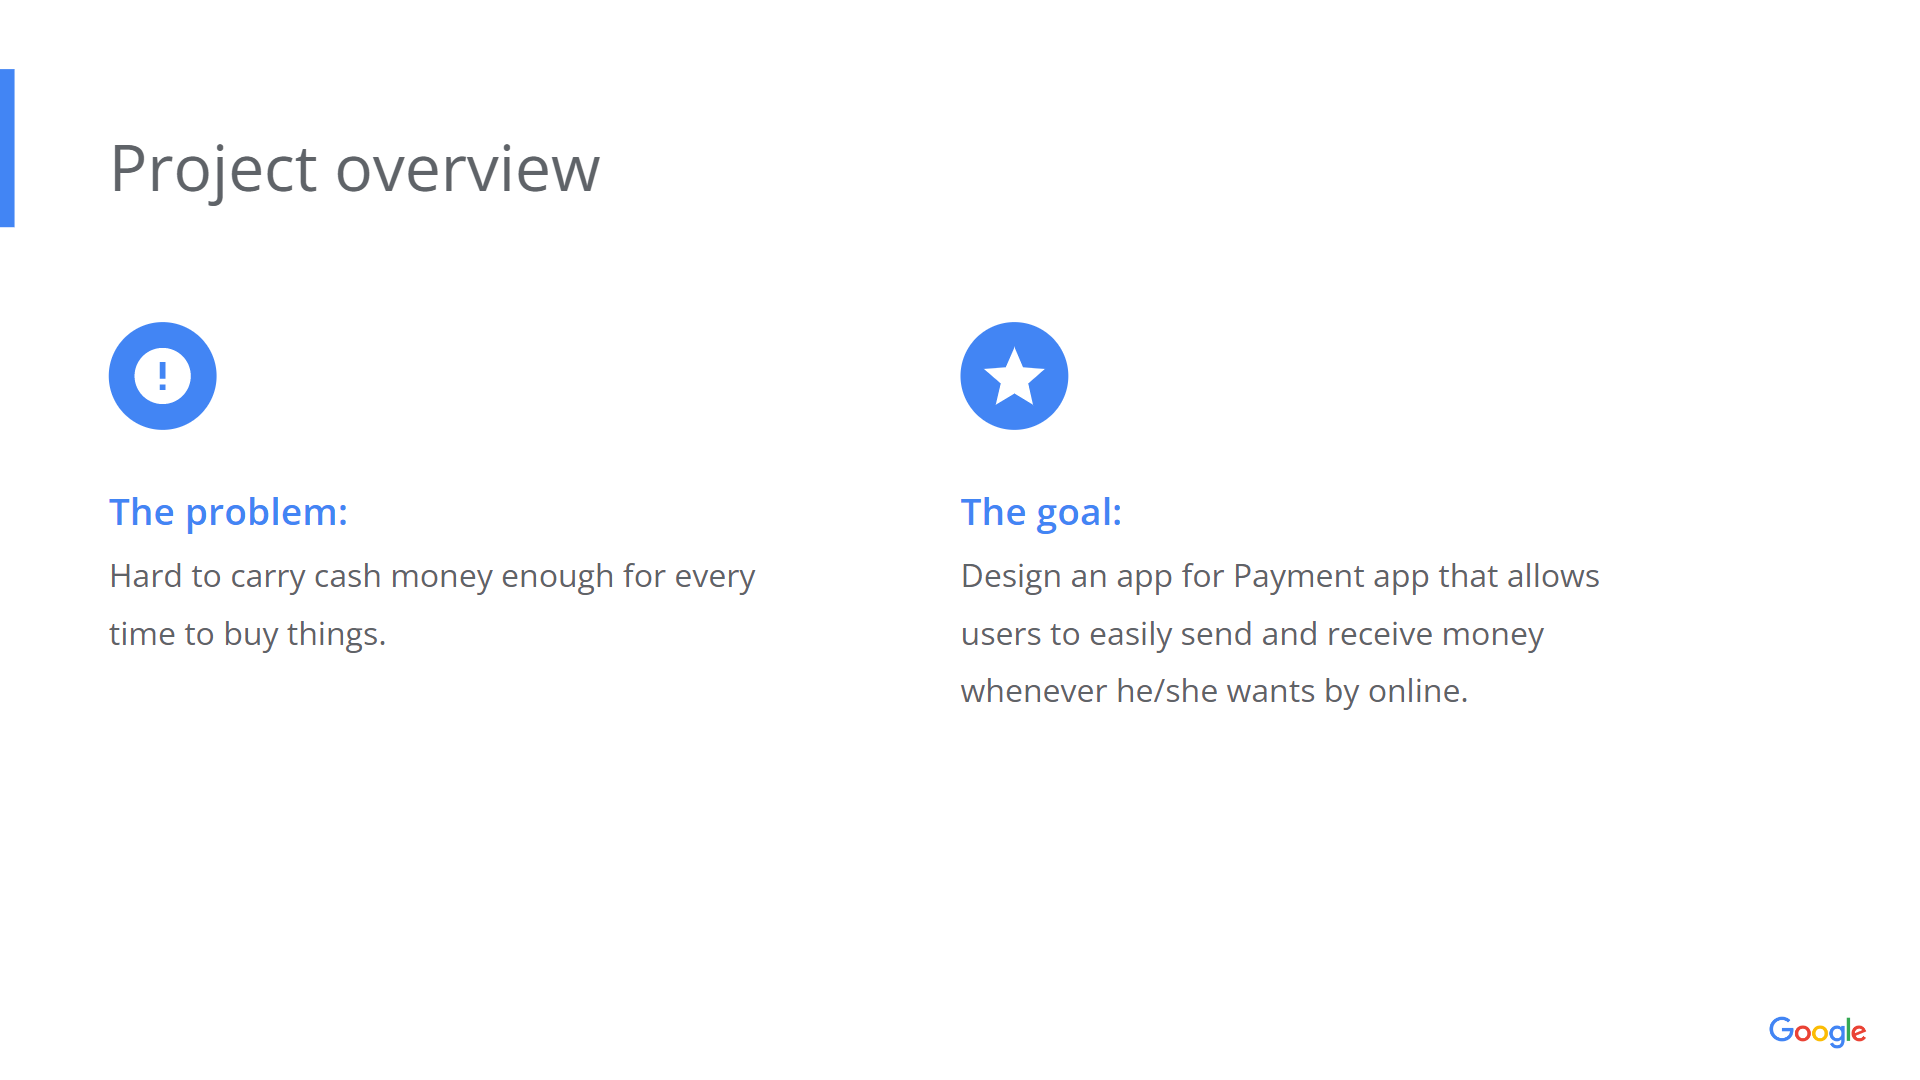 Project overview
The problem:
Hard to carry cash money enough for every
time to buy things.
The goal:
Design an app for Payment app that allows
users to easily send and receive money
whenever he/she wants by online.
Google